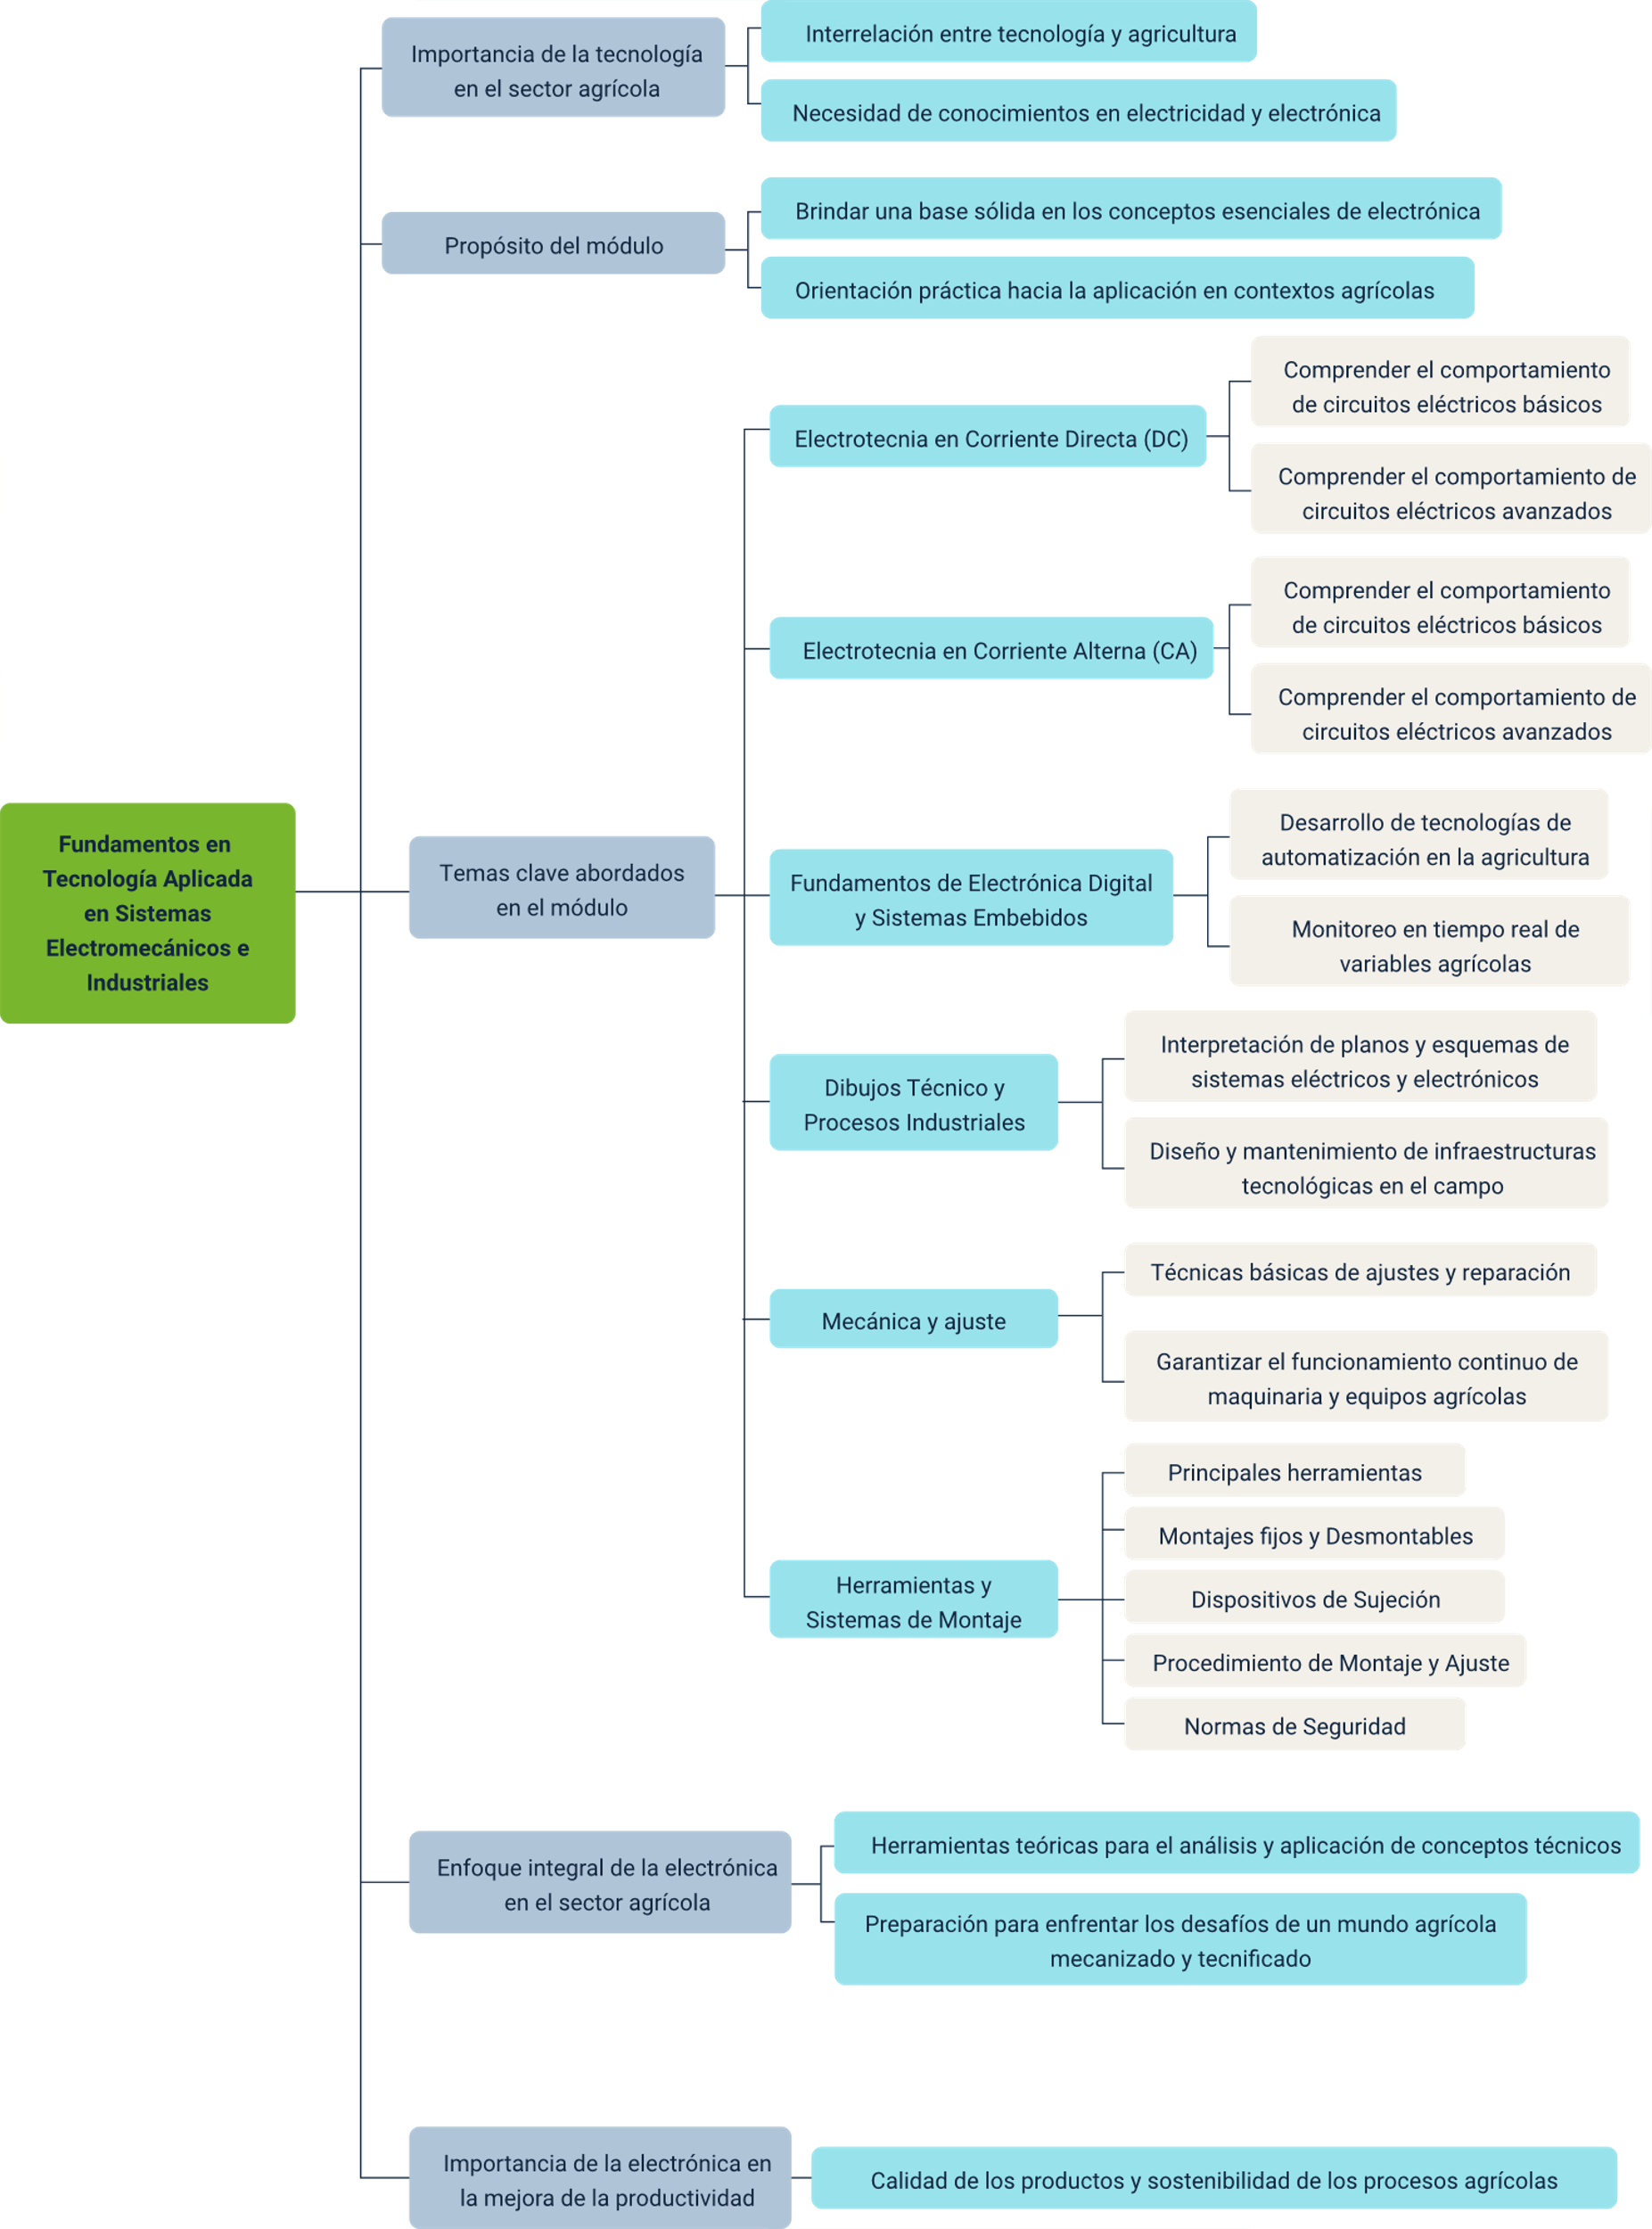 Fundamentos en
Tecnología Aplicada
en Sistemas
Electromecánicos e
Industriales
Importancia de la tecnología
en el sector agrícola
Interrelación entre tecnología y agricultura
Necesidad de conocimientos en electricidad y electrónica
Propósito del módulo
Brindar una base sólida en los conceptos esenciales de electrónica
Orientación práctica hacia la aplicación en contextos agrícolas
Temas clave abordados
en el módulo
Electrotecnia en Corriente Directa (DC)
Comprender el comportamiento
de circuitos eléctricos básicos
Comprender el comportamiento de
circuitos eléctricos avanzados
Electrotecnia en Corriente Alterna (CA)
Comprender el comportamiento
de circuitos eléctricos básicos
Comprender el comportamiento de
circuitos eléctricos avanzados
Fundamentos de Electrónica Digital
y Sistemas Embebidos
Desarrollo de tecnologías de
automatización en la agricultura
Monitoreo en tiempo real de
variables agrícolas
Dibujos Técnico y
Procesos Industriales
Interpretación de planos y esquemas de
sistemas eléctricos y electrónicos
Diseño y mantenimiento de infraestructuras
tecnológicas en el campo
Mecánica y ajuste
Técnicas básicas de ajustes y reparación
Garantizar el funcionamiento continuo de
maquinaria y equipos agrícolas
Herramientas y
Sistemas de Montaje
Principales herramientas
Montajes fijos y Desmontables
Dispositivos de Sujeción
Procedimiento de Montaje y Ajuste
Normas de Seguridad
Enfoque integral de la electrónica
en el sector agrícola
Herramientas teóricas para el análisis y aplicación de conceptos técnicos
Preparación para enfrentar los desafíos de un mundo agrícola
mecanizado y tecnificado
Importancia de la electrónica en
la mejora de la productividad
Calidad de los productos y sostenibilidad de los procesos agrícolas